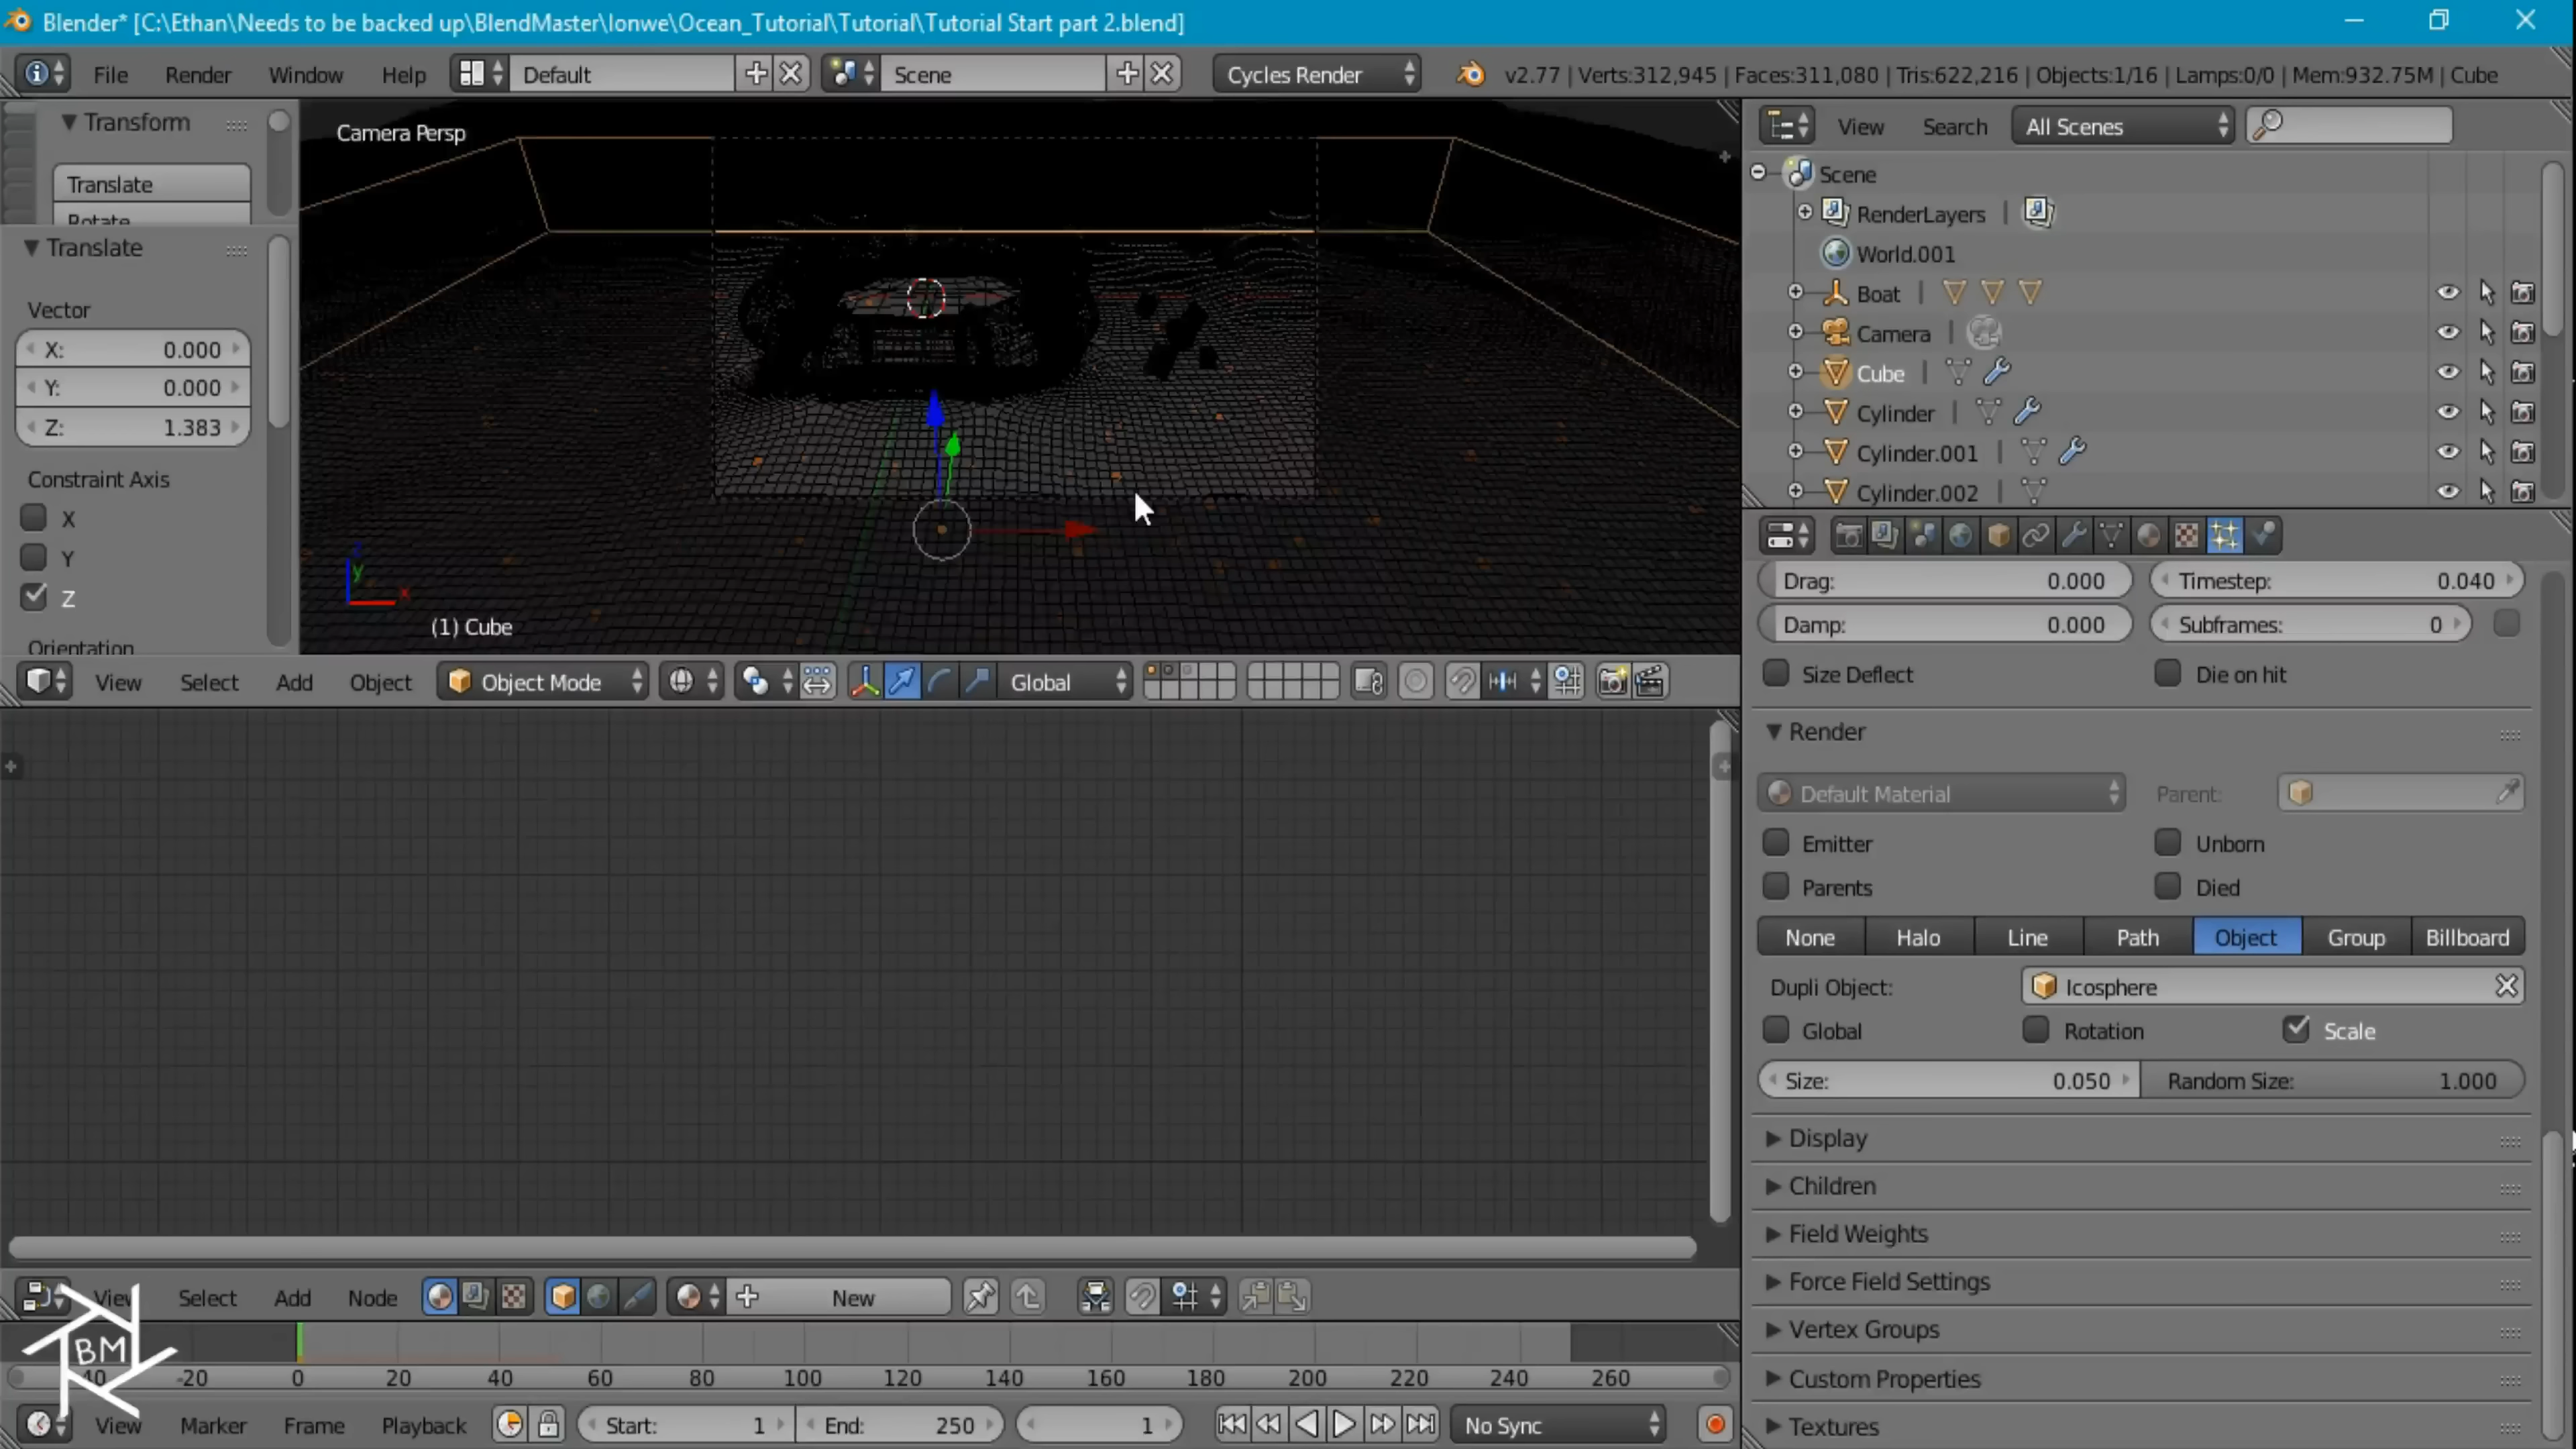 Blender* [C:\Ethan\Needs to be backed up\BlendMaster\Ionwe\Ocean_Tutorial\Tutorial\Tutorial Start part 2.blend]
File Render Window Help Default Scene Cycles Render v2.77 | Verts:312,945 | Faces:311,080 | Tris:622,216 | Objects:1/16 | Lamps:0/0 | Mem:932.75M | Cube
Transform
Translate
Rotate
Translate
Vector
X: 0.000
Y: 0.000
Z: 1.383
Constraint Axis
X
Y
Z
Orientation
Camera Persp
z
y
x
(1) Cube
View Search All Scenes
Scene
RenderLayers |
World.001
Boat |
Camera |
Cube |
Cylinder |
Cylinder.001 |
Cylinder.002 |
View Select Add Object Object Mode Global
Drag: 0.000 Timestep: 0.040
Damp: 0.000 Subframes: 0
Size Deflect Die on hit
Render
Default Material Parent:
Emitter Unborn
Parents Died
None Halo Line Path Object Group Billboard
Dupli Object: Icosphere
Global Rotation Scale
Size: 0.050 Random Size: 1.000
Display
Children
Field Weights
Force Field Settings
Vertex Groups
Custom Properties
Textures
View Select Add Node New
BM
-20 0 20 40 60 80 100 120 140 160 180 200 220 240 260
View Marker Frame Playback Start: 1 End: 250 1 No Sync